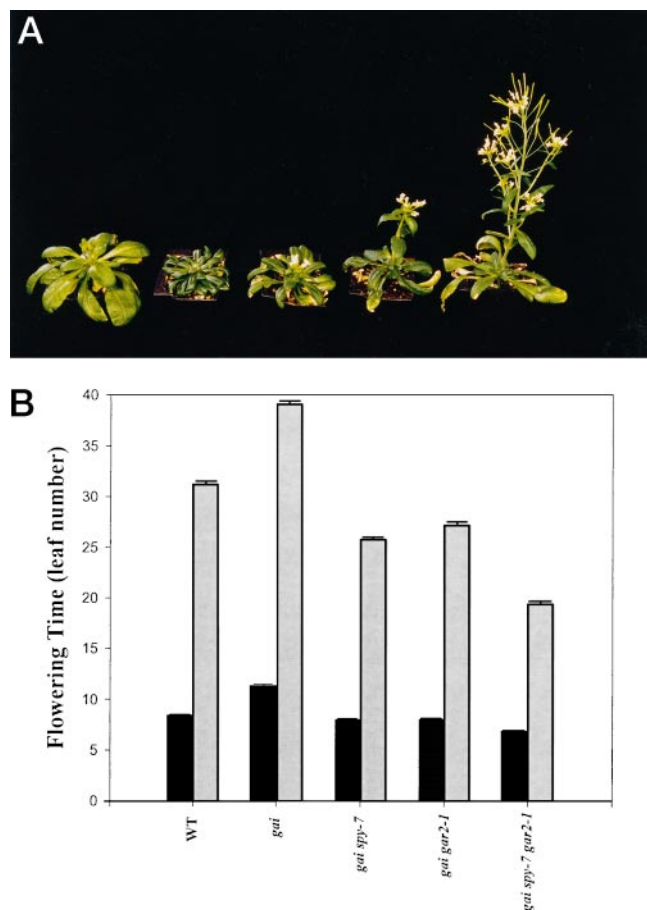 A
B
Flowering Time (leaf number)
40
35
30
25
20
15
10
5
0
WT
gai
gai spy-7
gai gar2-1
gai spy-7 gar2-1